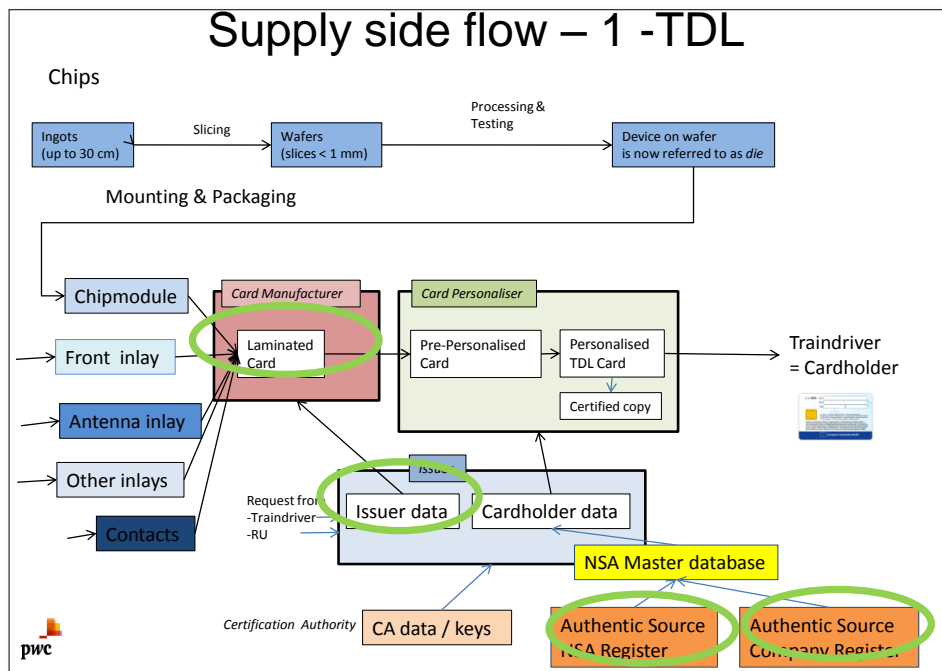 Supply side flow – 1 -TDL
Chips
Ingots
(up to 30 cm)
Slicing
Wafers
(slices < 1 mm)
Processing &
Testing
Device on wafer
is now referred to as die
Mounting & Packaging
Chipmodule
Front inlay
Antenna inlay
Other inlays
Contacts
Card Manufacturer
Laminated
Card
Card Personaliser
Pre-Personalised
Card
Personalised
TDL Card
Certified copy
Traindriver
= Cardholder
Issuer
Request from
-Traindriver
-RU
Issuer data
Cardholder data
NSA Master database
Certification Authority
CA data / keys
Authentic Source
NSA Register
Authentic Source
Company Register
pwc